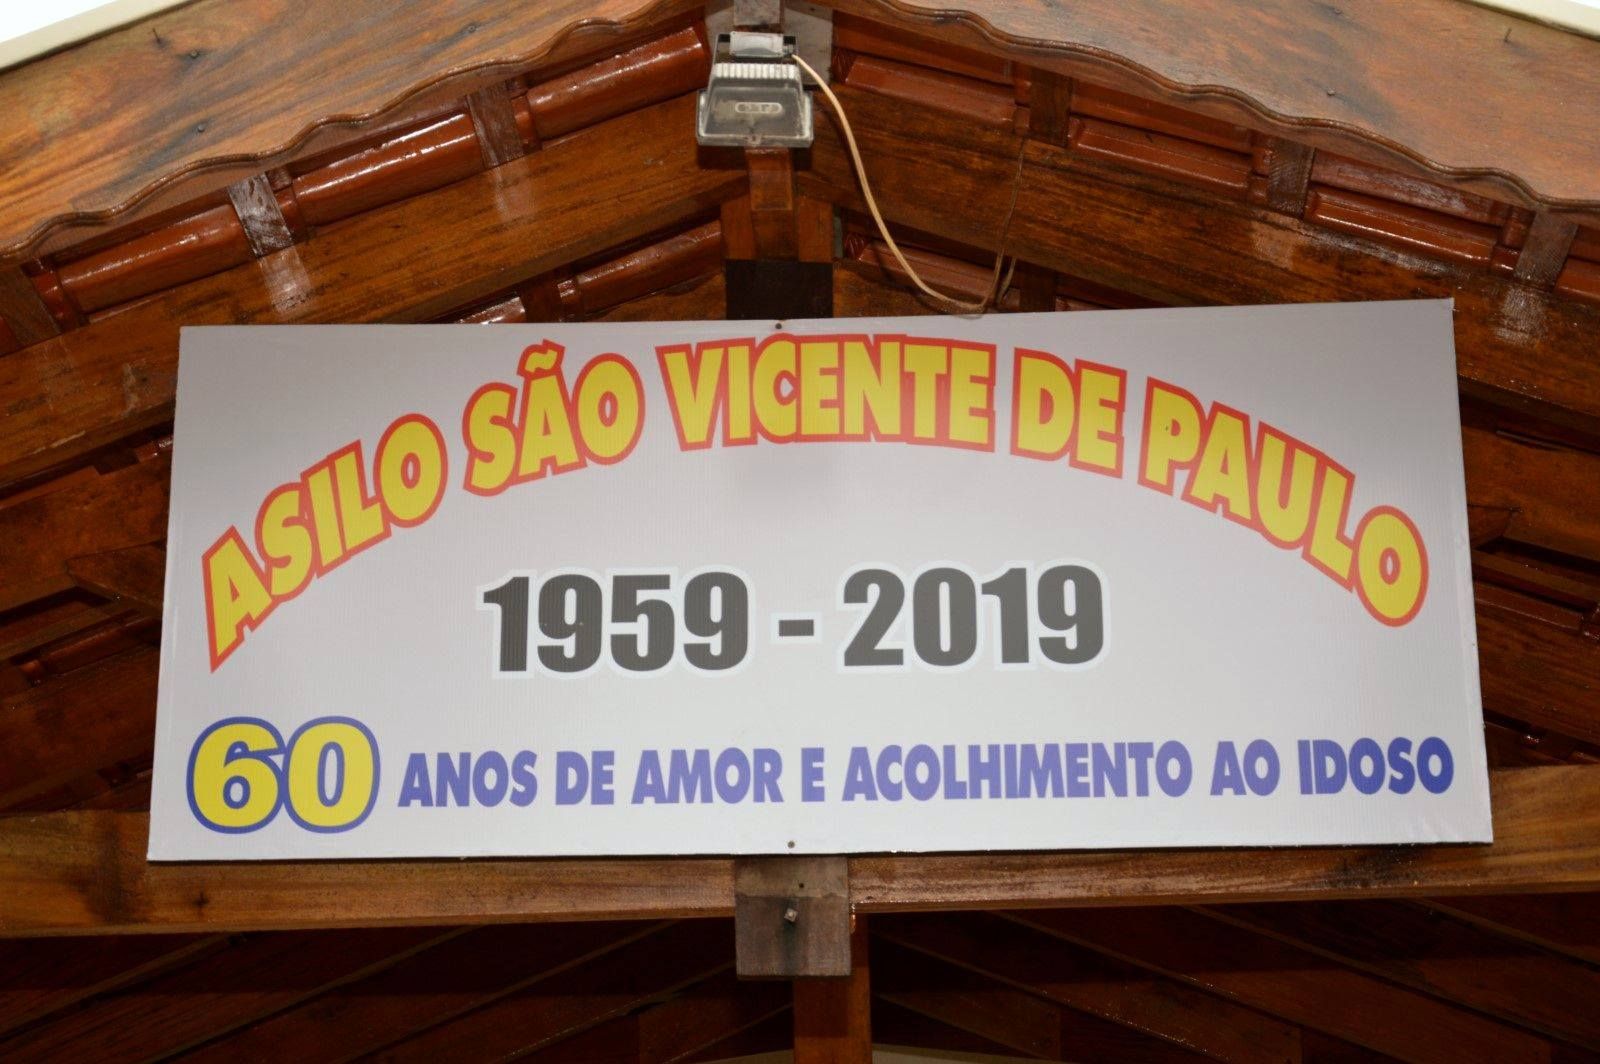 ASILO SÃO VICENTE DE PAULO
1959 - 2019
60 ANOS DE AMOR E ACOLHIMENTO AO IDOSO